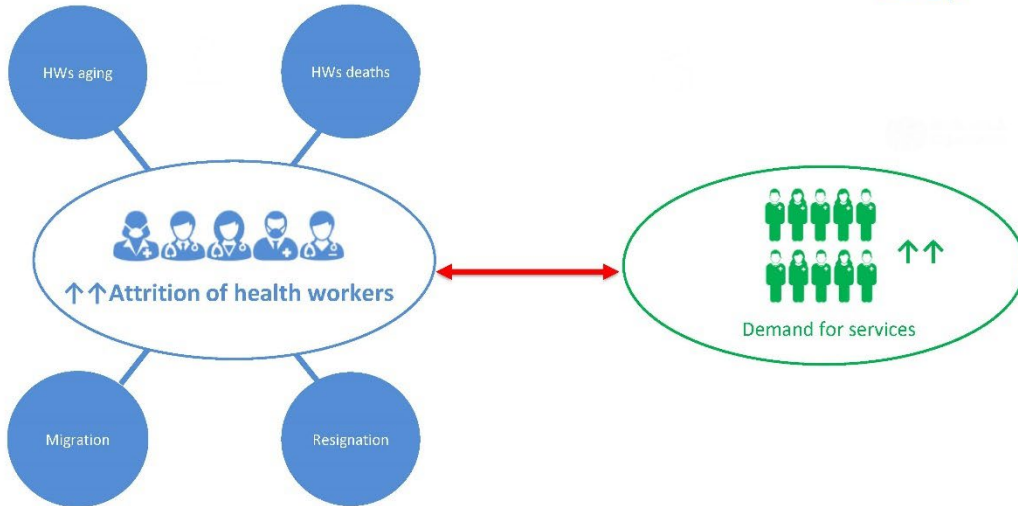 HWs aging
HWs deaths
↑↑Attrition of health workers
↑↑
Demand for services
Migration
Resignation